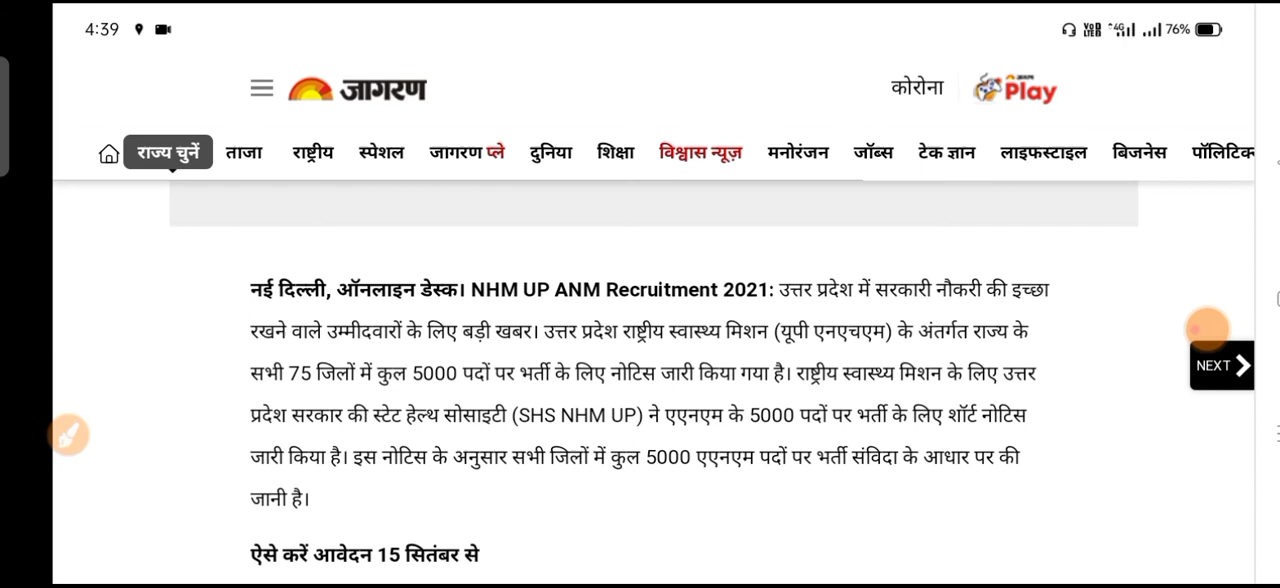 4:39 VoD LTE 4G 76%
जागरण कोरोना Play
राज्य चुनें ताजा राष्ट्रीय स्पेशल जागरण प्ले दुनिया शिक्षा विश्वास न्यूज़ मनोरंजन जॉब्स टेक ज्ञान लाइफस्टाइल बिजनेस
नई दिल्ली, ऑनलाइन डेस्क। NHM UP ANM Recruitment 2021: उत्तर प्रदेश में सरकारी नौकरी की इच्छा
रखने वाले उम्मीदवारों के लिए बड़ी खबर। उत्तर प्रदेश राष्ट्रीय स्वास्थ्य मिशन (यूपी एनएचएम) के अंतर्गत राज्य के
सभी 75 जिलों में कुल 5000 पदों पर भर्ती के लिए नोटिस जारी किया गया है। राष्ट्रीय स्वास्थ्य मिशन के लिए उत्तर
NEXT
प्रदेश सरकार की स्टेट हेल्थ सोसाइटी (SHS NHM UP) ने एएनएम के 5000 पदों पर भर्ती के लिए शॉर्ट नोटिस
जारी किया है। इस नोटिस के अनुसार सभी जिलों में कुल 5000 एएनएम पदों पर भर्ती संविदा के आधार पर की
जानी है।
ऐसे करें आवेदन 15 सितंबर से